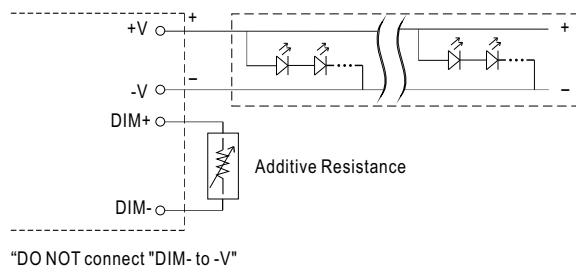 +V + +
-V − −
DIM+
Additive Resistance
DIM-
“DO NOT connect "DIM- to -V"